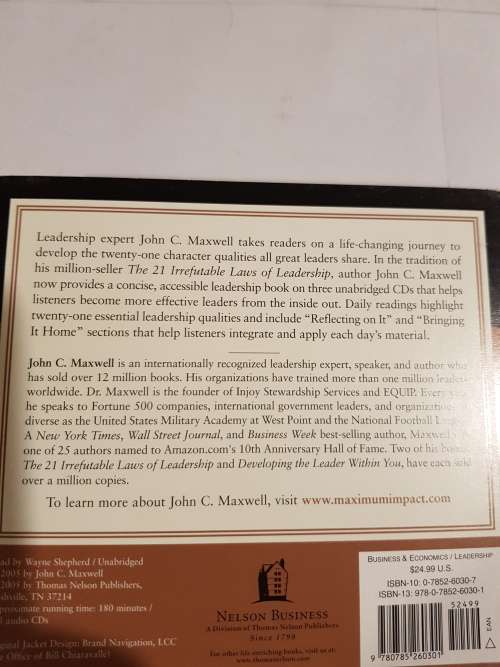 Leadership expert John C. Maxwell takes readers on a life-changing journey to
develop the twenty-one character qualities all great leaders share. In the tradition of
his million-seller The 21 Irrefutable Laws of Leadership, author John C. Maxwell
now provides a concise, accessible leadership book on three unabridged CDs that helps
listeners become more effective leaders from the inside out. Daily readings highlight
twenty-one essential leadership qualities and include “Reflecting on It” and “Bringing
It Home” sections that help listeners integrate and apply each day’s material.
John C. Maxwell is an internationally recognized leadership expert, speaker, and author who
has sold over 12 million books. His organizations have trained more than one million leaders
worldwide. Dr. Maxwell is the founder of Injoy Stewardship Services and EQUIP. Every
he speaks to Fortune 500 companies, international government leaders, and
diverse as the United States Military Academy at West Point and the National Football
A New York Times, Wall Street Journal, and Business Week best-selling author, Maxwell
one of 25 authors named to Amazon.com’s 10th Anniversary Hall of Fame. Two of his
The 21 Irrefutable Laws of Leadership and Developing the Leader Within You, have each sold
over a million copies.
To learn more about John C. Maxwell, visit www.maximumimpact.com
by Wayne Shepherd / Unabridged
2005 by John C. Maxwell
2005 by Thomas Nelson Publishers,
TN 37214
running time: 180 minutes /
audio CDs
Jacket Design: Brand Navigation, LCC
Office of Bill Chiaravalle
NELSON BUSINESS
A Division of Thomas Nelson Publishers
Since 1798
For other life-enriching books, visit us at:
www.thomasnelson.com
BUSINESS & ECONOMICS / LEADERSHIP
$24.99 U.S.
ISBN-10: 0-7852-6030-7
ISBN-13: 978-0-7852-6030-1
52499
9 780785 260301
EAN